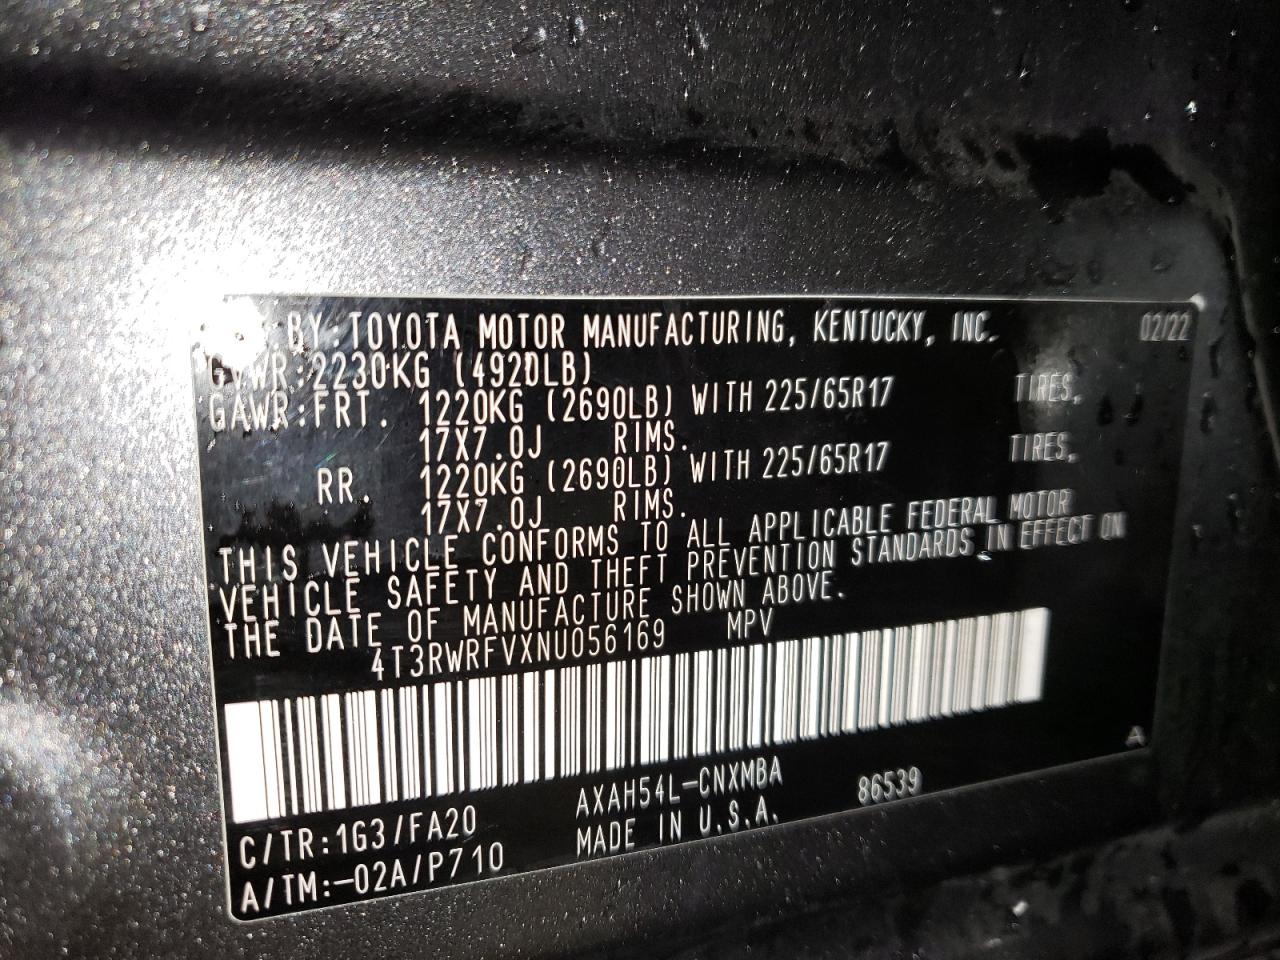 BY:TOYOTA MOTOR MANUFACTURING, KENTUCKY, INC. 02/22
GVWR:2230KG (4920LB)
GAWR:FRT. 1220KG (2690LB) WITH 225/65R17 TIRES,
17X7.0J RIMS.
RR. 1220KG (2690LB) WITH 225/65R17 TIRES,
17X7.0J RIMS.
THIS VEHICLE CONFORMS TO ALL APPLICABLE FEDERAL MOTOR
VEHICLE SAFETY AND THEFT PREVENTION STANDARDS IN EFFECT ON
THE DATE OF MANUFACTURE SHOWN ABOVE.
4T3RWRFVXNU056169 MPV
A
C/TR:1G3/FA20 AXAH54L-CNXMBA 86539
A/TM:-02A/P710 MADE IN U.S.A.